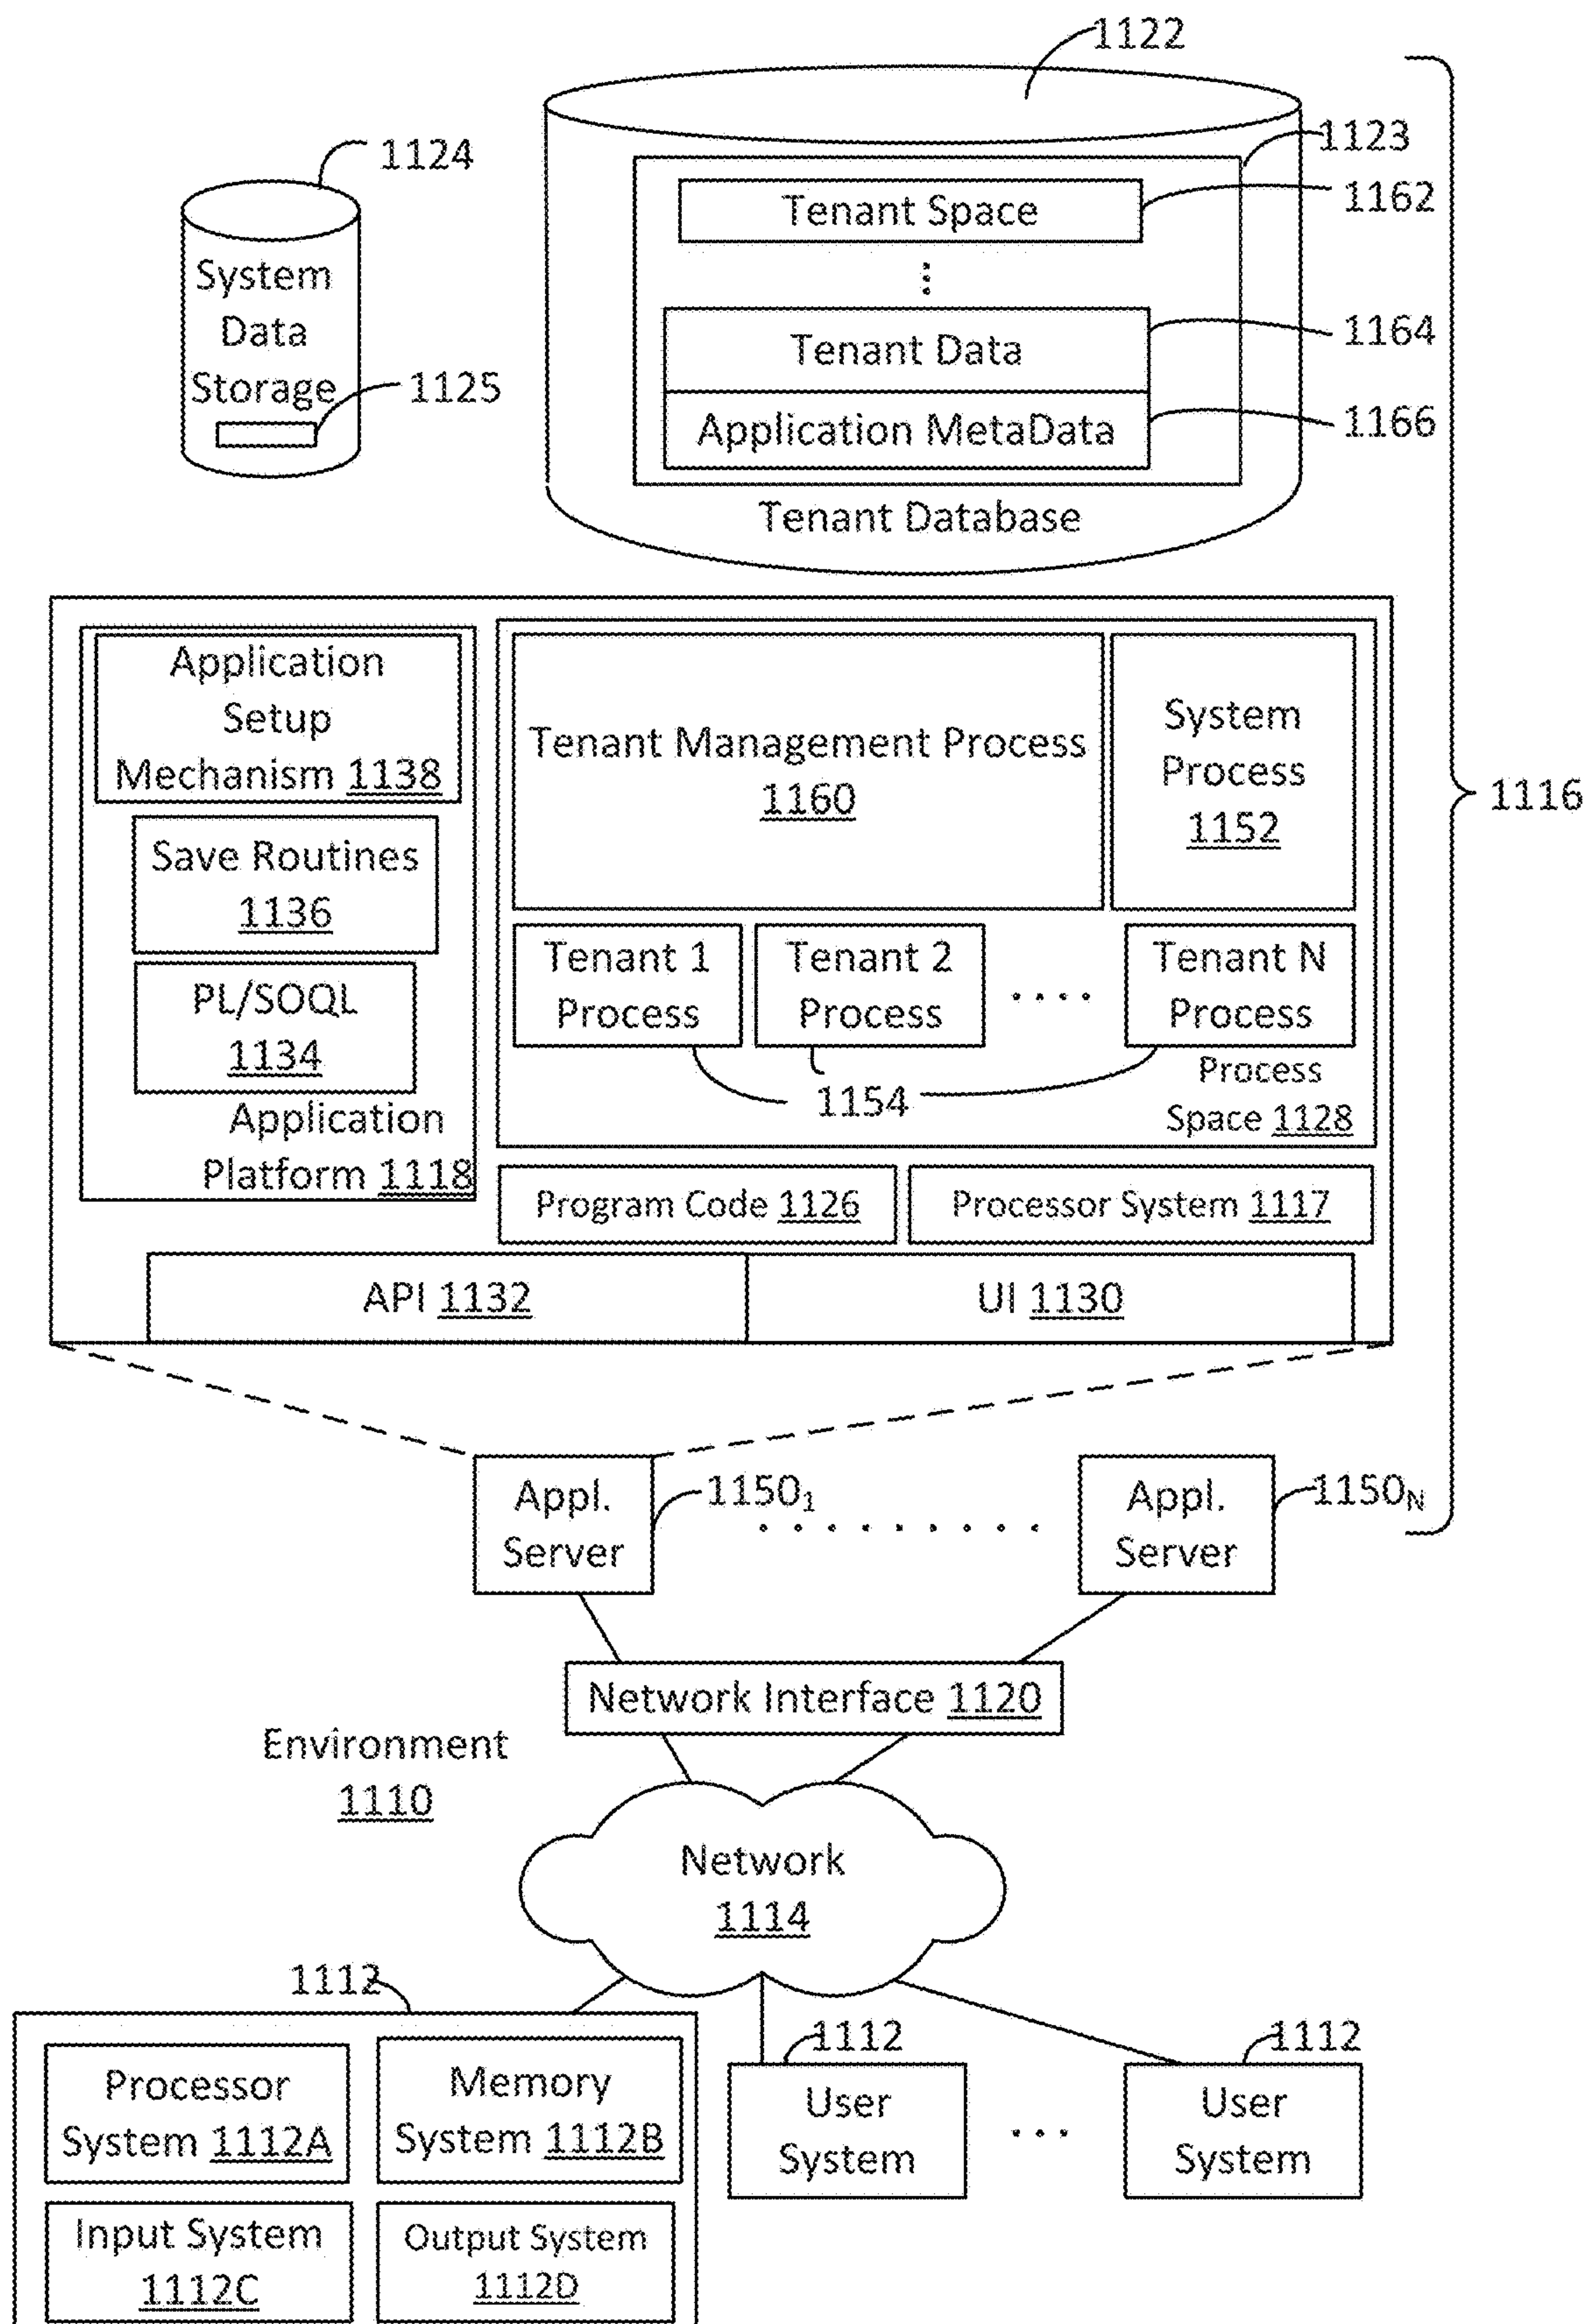 1122
1123
1124
Tenant Space
1162
System
Data
Storage
1125
⋮
Tenant Data
1164
Application MetaData
1166
Tenant Database
Application
Setup
Mechanism 1138
Save Routines
1136
PL/SOQL
1134
Application
Platform 1118
Tenant Management Process
1160
System
Process
1152
1116
Tenant 1
Process
Tenant 2
Process
. . . .
Tenant N
Process
1154
Process
Space 1128
Program Code 1126
Processor System 1117
API 1132
UI 1130
Appl.
Server
1150₁
. . . . . . . . .
Appl.
Server
1150N
Network Interface 1120
Environment
1110
Network
1114
1112
Processor
System 1112A
Memory
System 1112B
Input System
1112C
Output System
1112D
1112
User
System
. . .
1112
User
System